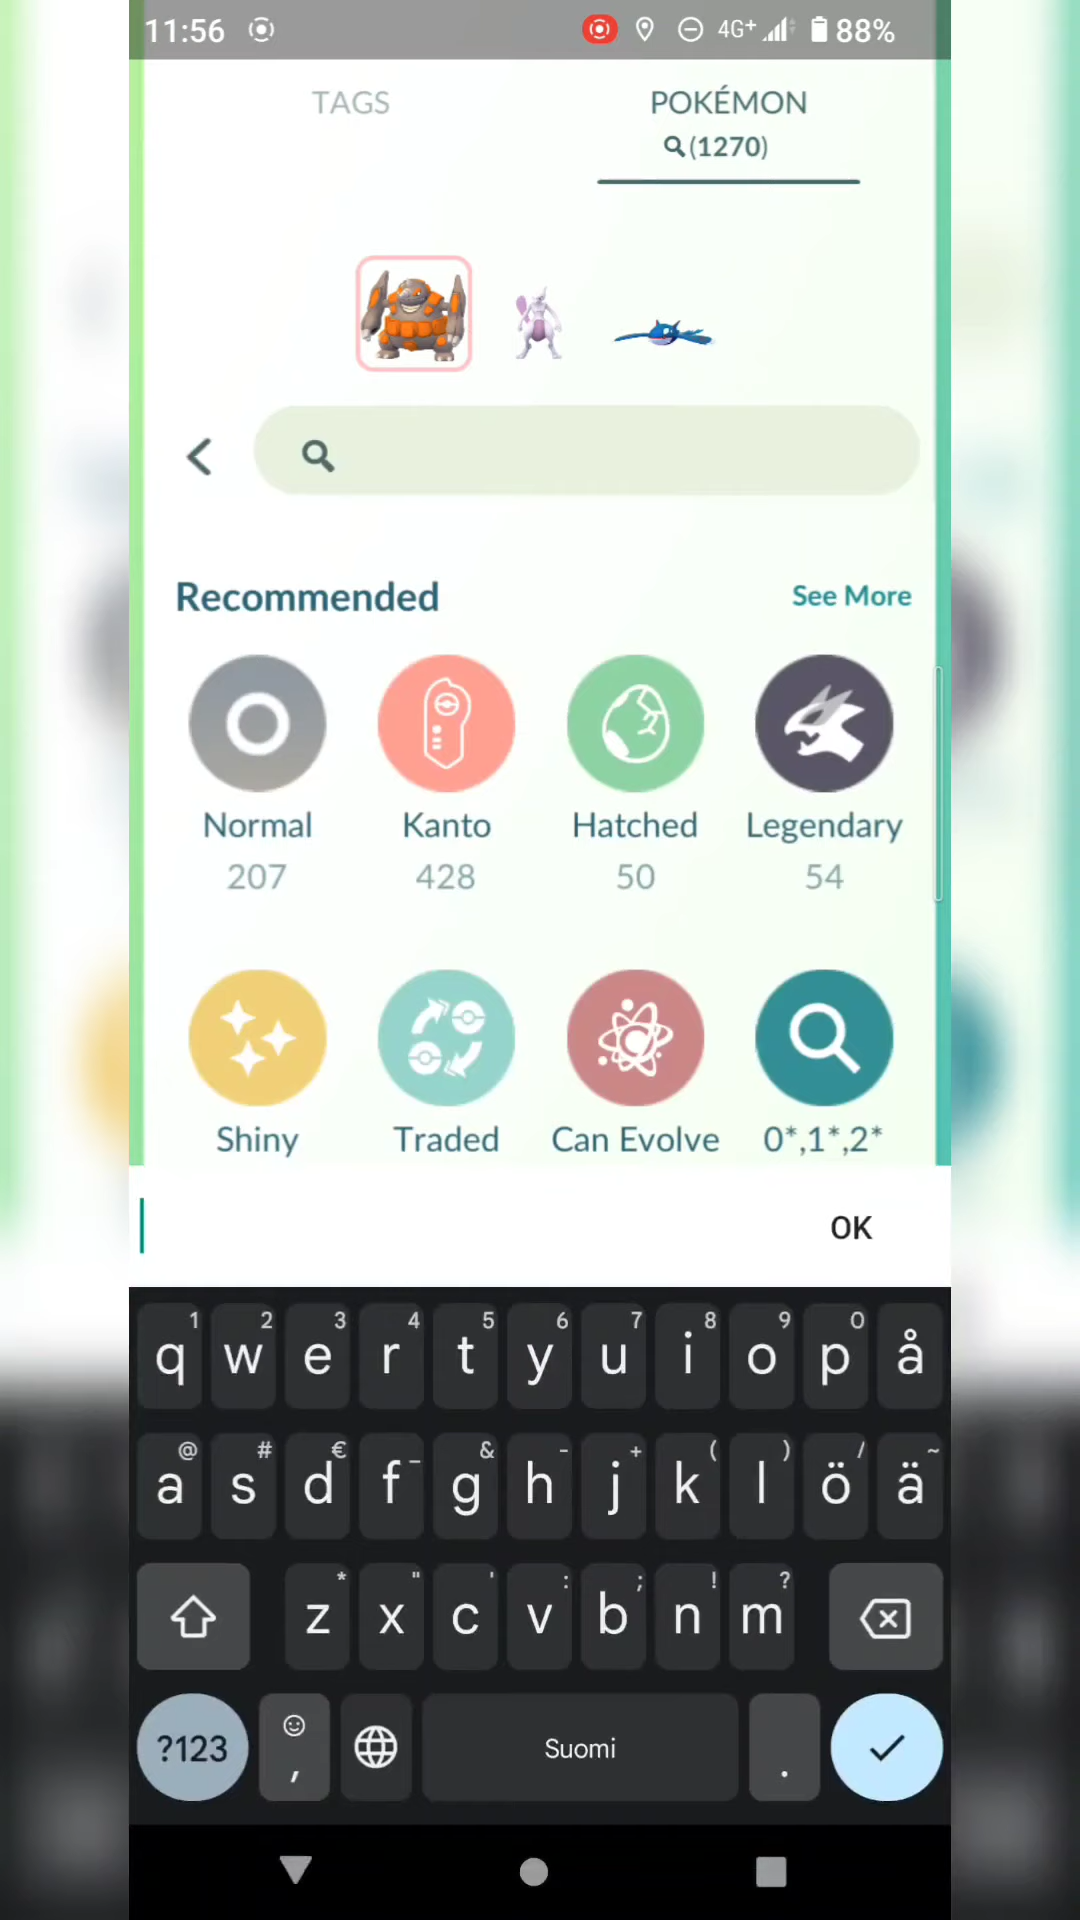 11:56 4G+ 88%
TAGS POKÉMON
(1270)
Recommended See More
Normal Kanto Hatched Legendary
207 428 50 54
Shiny Traded Can Evolve 0*,1*,2*
OK
1 2 3 4 5 6 7 8 9 0
q w e r t y u i o p å
@ # € _ & - + ( ) / ~
a s d f g h j k l ö ä
* " ' : ; ! ?
z x c v b n m
?123 , Suomi .